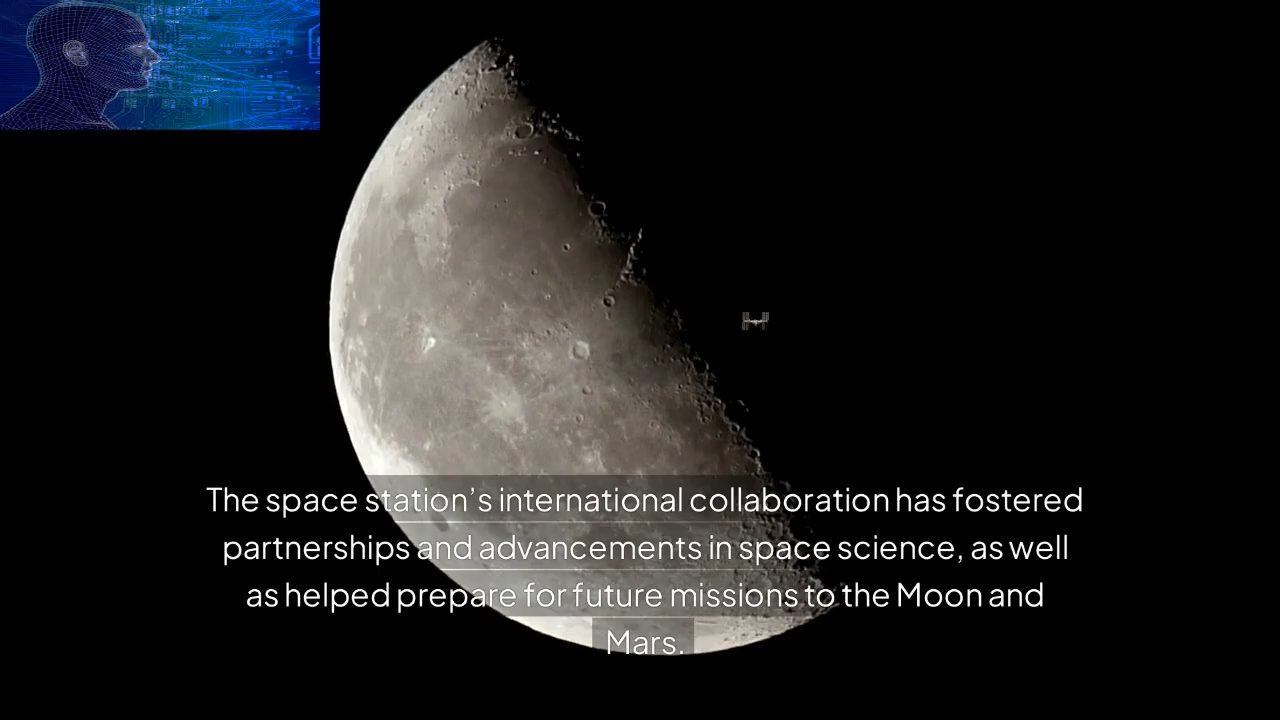 The space station’s international collaboration has fostered
partnerships and advancements in space science, as well
as helped prepare for future missions to the Moon and
Mars.